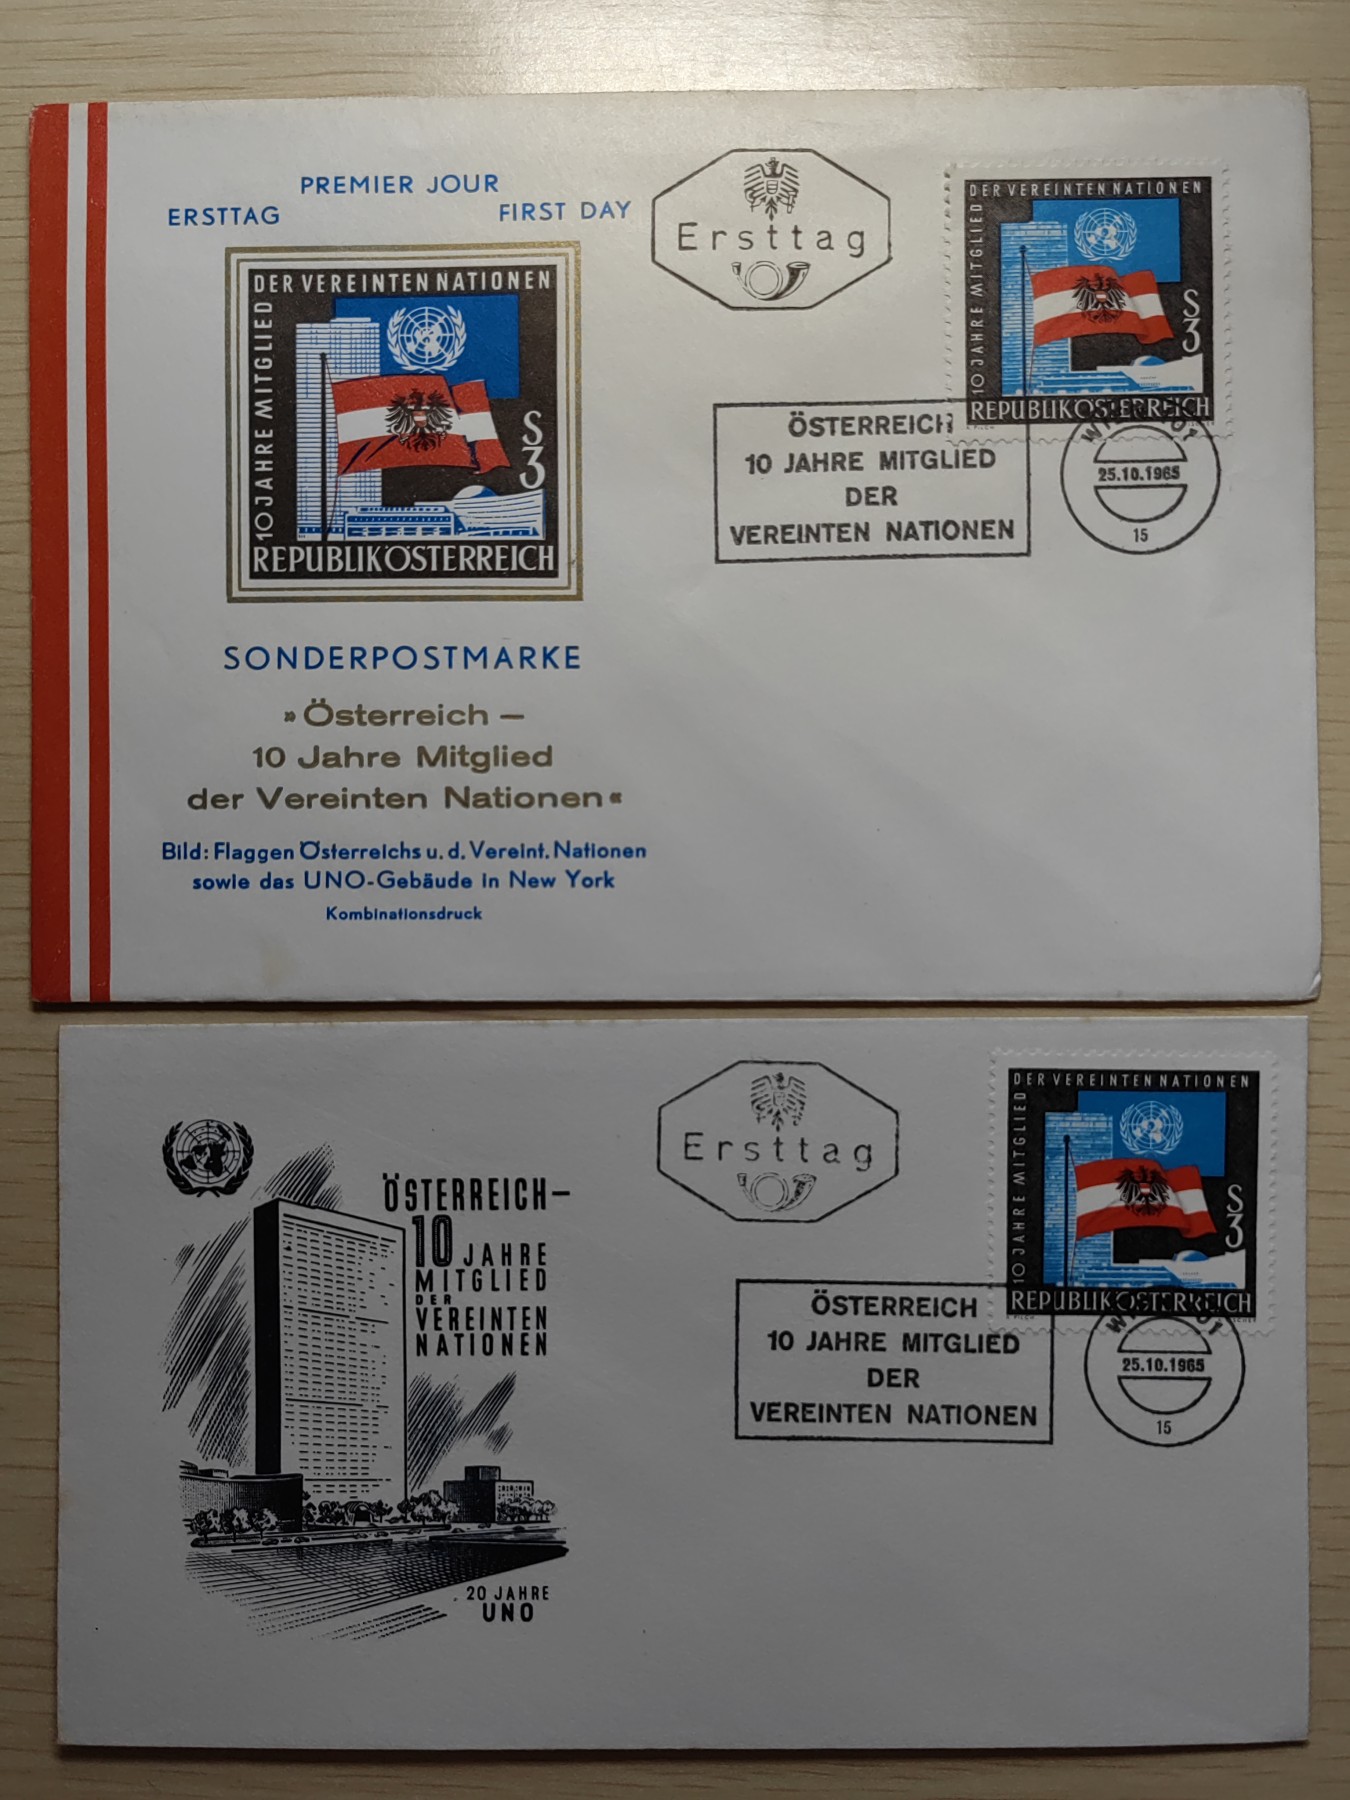 PREMIER JOUR
ERSTTAG
FIRST DAY
DER VEREINTEN NATIONEN
10 JAHRE MITGLIED
S
3
REPUBLIK ÖSTERREICH
SONDERPOSTMARKE
»Österreich –
10 Jahre Mitglied
der Vereinten Nationen«
Bild: Flaggen Österreichs u. d. Vereint. Nationen
sowie das UNO-Gebäude in New York
Kombinationsdruck
Ersttag
DER VEREINTEN NATIONEN
10 JAHRE MITGLIED
S
3
REPUBLIK ÖSTERREICH
ÖSTERREICH
10 JAHRE MITGLIED
DER
VEREINTEN NATIONEN
25.10.1965
15
ÖSTERREICH–
10 JAHRE
MITGLIED
DER
VEREINTEN
NATIONEN
20 JAHRE
UNO
Ersttag
DER VEREINTEN NATIONEN
10 JAHRE MITGLIED
S
3
REPUBLIK ÖSTERREICH
ÖSTERREICH
10 JAHRE MITGLIED
DER
VEREINTEN NATIONEN
25.10.1965
15